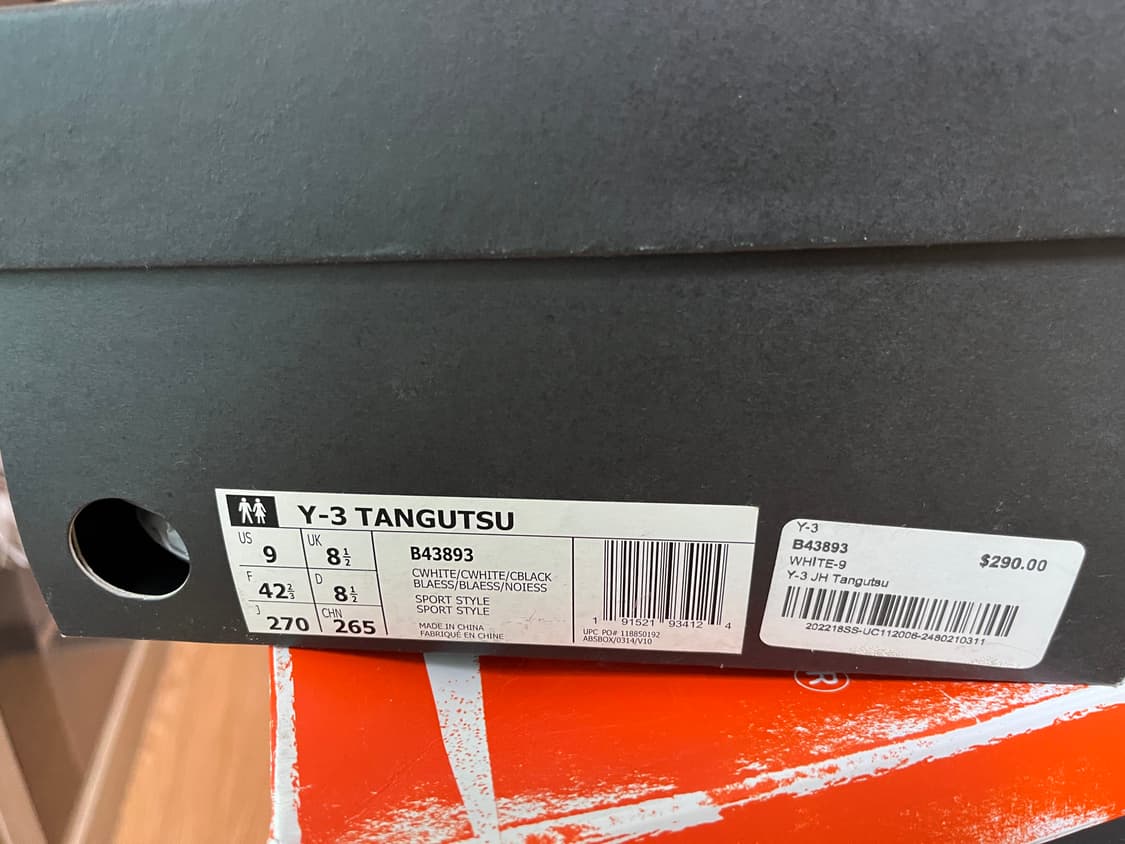 Y-3 TANGUTSU
US 9
UK 8½
F 42⅔
D 8½
J 270
CHN 265
B43893
CWHITE/CWHITE/CBLACK
BLAESS/BLAESS/NOIESS
SPORT STYLE
SPORT STYLE
MADE IN CHINA
FABRIQUÉ EN CHINE
1 91521 93412 4
UPC PO# 118850192
ABSBOX/0314/V10
Y-3
B43893
$290.00
WHITE-9
Y-3 JH Tangutsu
202218SS-UC112006-2480210311
R